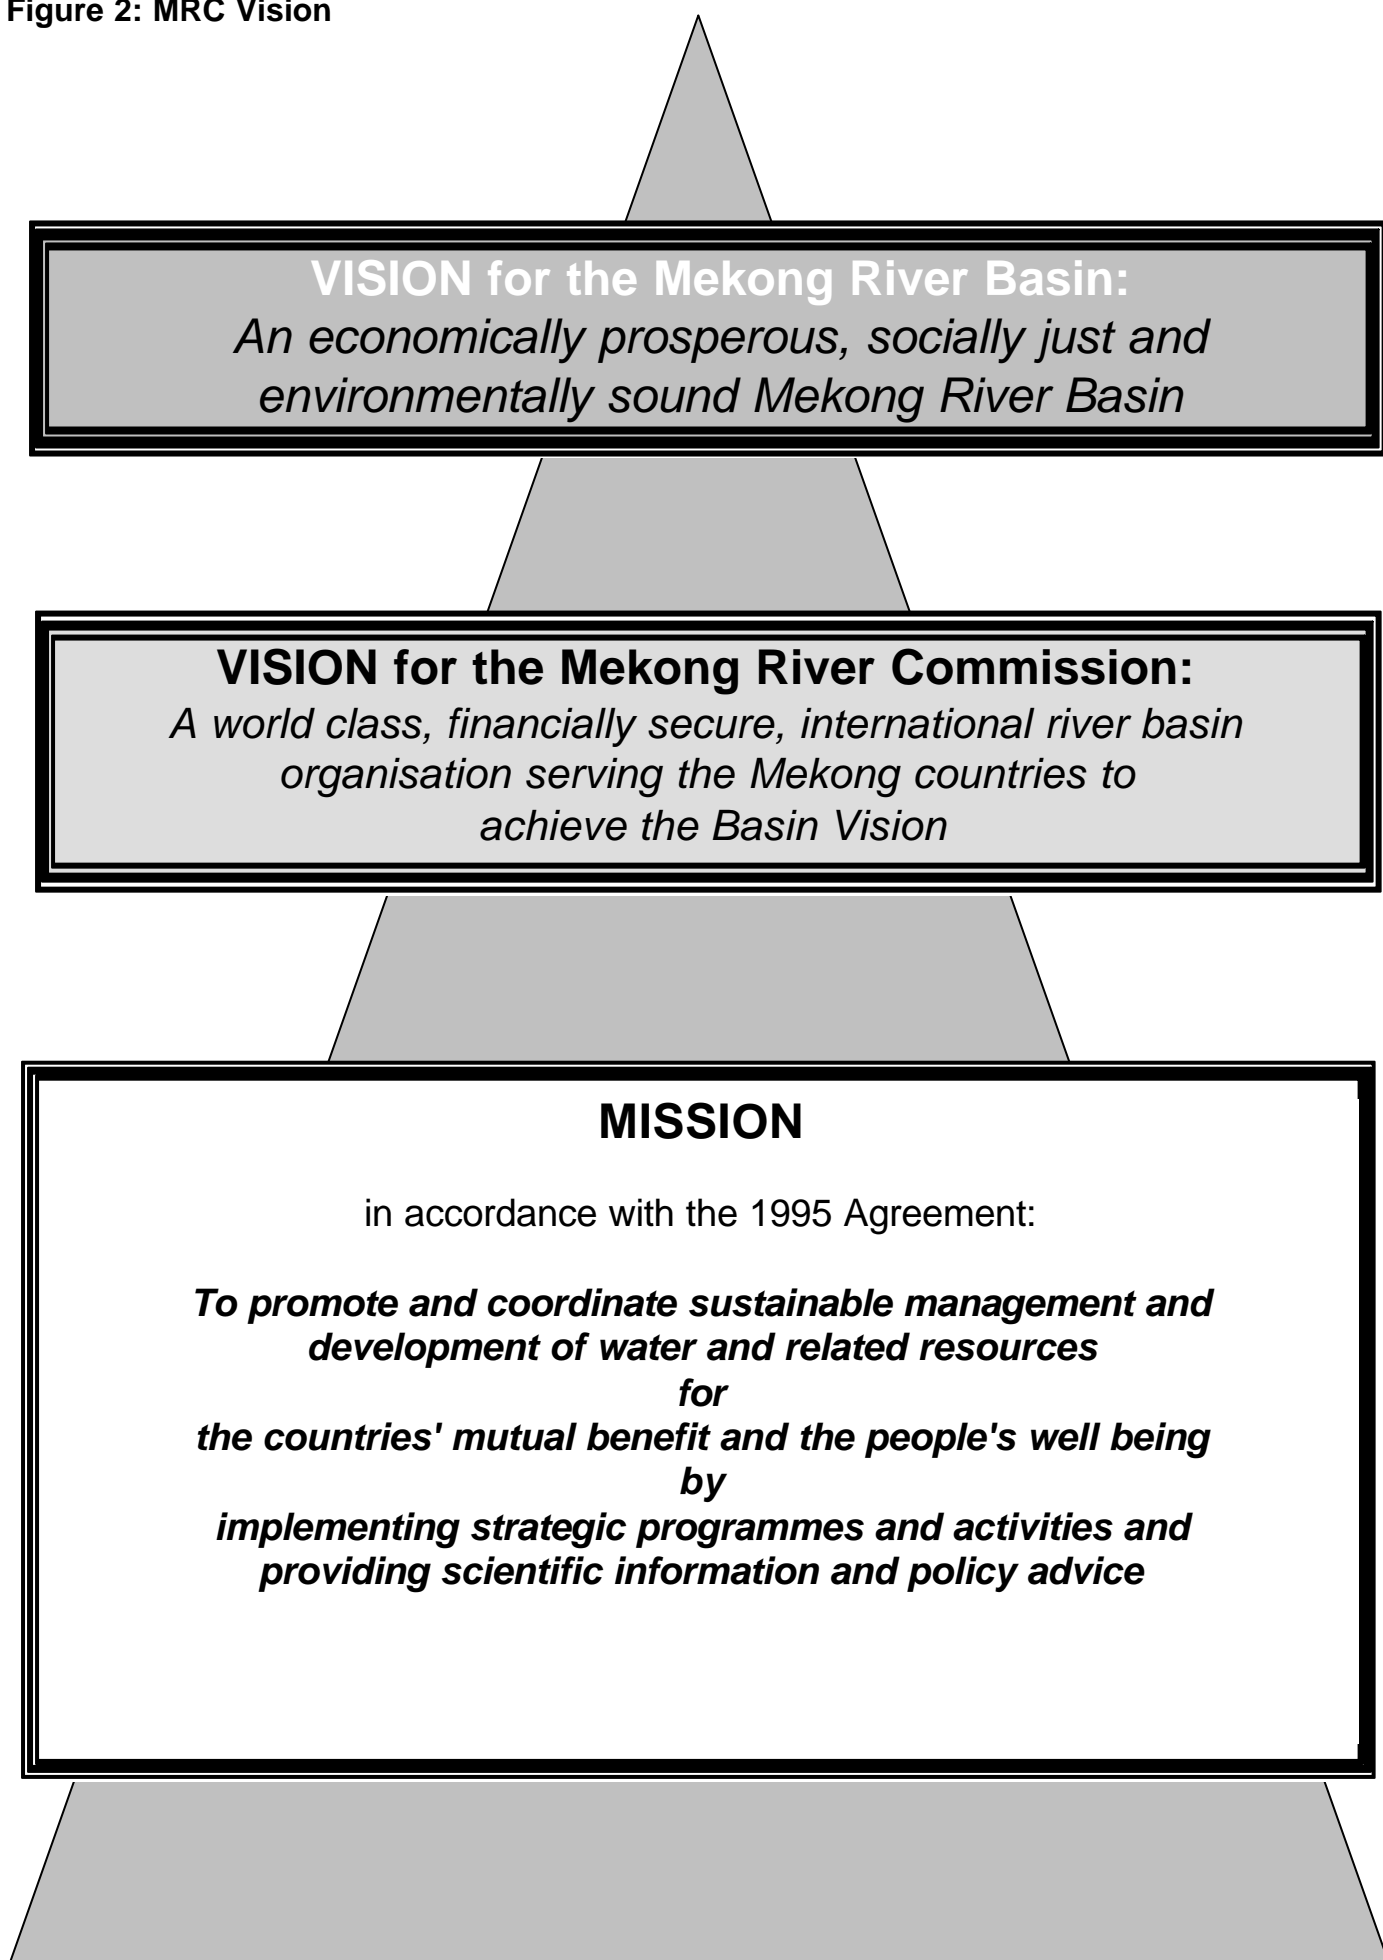 Figure 2: MRC Vision
VISION for the Mekong River Basin:
An economically prosperous, socially just and
environmentally sound Mekong River Basin
VISION for the Mekong River Commission:
A world class, financially secure, international river basin
organisation serving the Mekong countries to
achieve the Basin Vision
MISSION
in accordance with the 1995 Agreement:
To promote and coordinate sustainable management and
development of water and related resources
for
the countries' mutual benefit and the people's well being
by
implementing strategic programmes and activities and
providing scientific information and policy advice